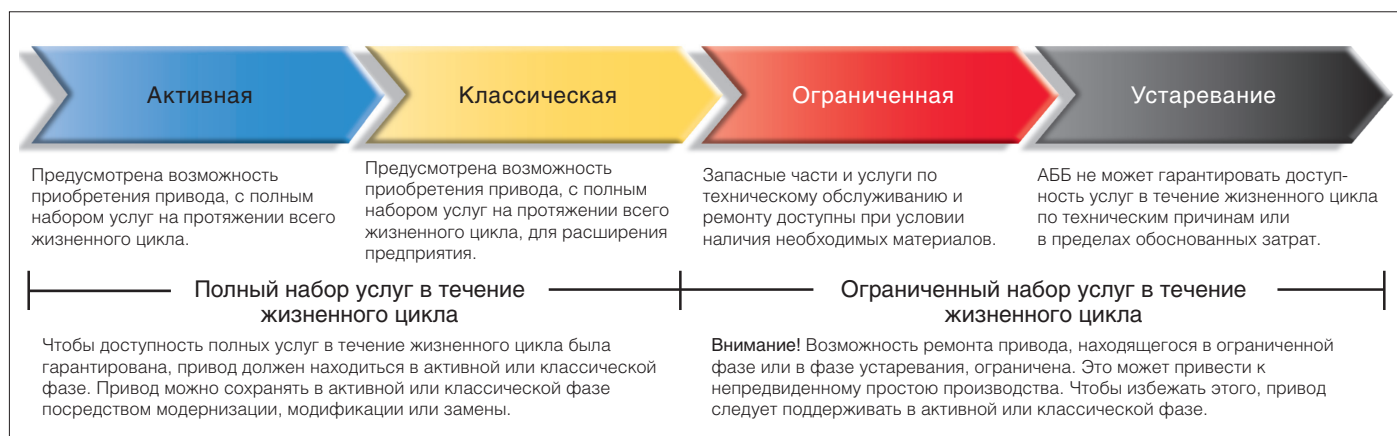 Активная
Классическая
Ограниченная
Устаревание
Предусмотрена возможность
приобретения привода, с полным
набором услуг на протяжении всего
жизненного цикла.
Предусмотрена возможность
приобретения привода, с полным
набором услуг на протяжении всего
жизненного цикла, для расширения
предприятия.
Запасные части и услуги по
техническому обслуживанию и
ремонту доступны при условии
наличия необходимых материалов.
АББ не может гарантировать доступ-
ность услуг в течение жизненного цикла
по техническим причинам или
в пределах обоснованных затрат.
Полный набор услуг в течение
жизненного цикла
Чтобы доступность полных услуг в течение жизненного цикла была
гарантирована, привод должен находиться в активной или классической
фазе. Привод можно сохранять в активной или классической фазе
посредством модернизации, модификации или замены.
Ограниченный набор услуг в течение
жизненного цикла
Внимание! Возможность ремонта привода, находящегося в ограниченной
фазе или в фазе устаревания, ограничена. Это может привести к
непредвиденному простою производства. Чтобы избежать этого, привод
следует поддерживать в активной или классической фазе.